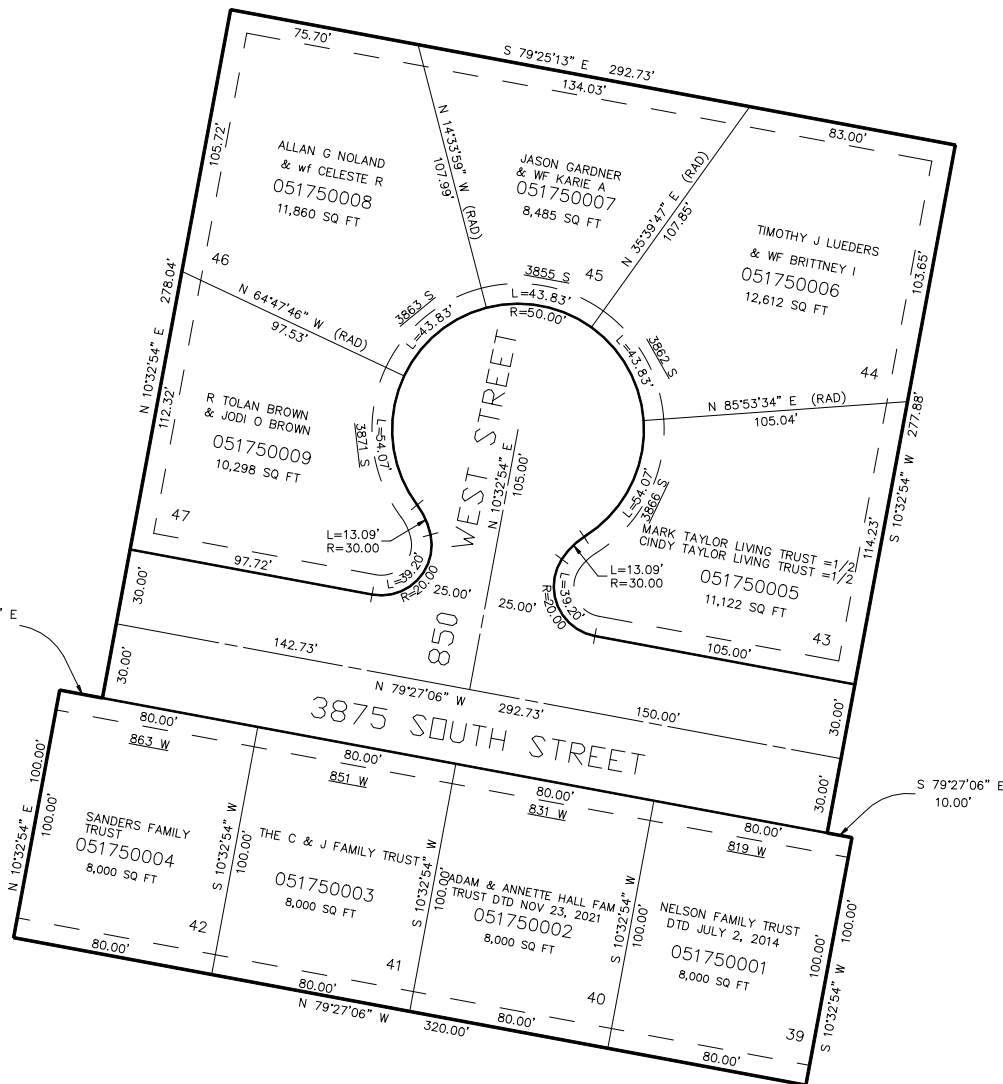 75.70'
S 79°25'13" E 292.73'
134.03'
83.00'
105.72'
ALLAN G NOLAND
& wf CELESTE R
051750008
11,860 SQ FT
46
N 14°33'59" W (RAD)
107.99'
JASON GARDNER
& WF KARIE A
051750007
8,485 SQ FT
45
N 35°39'47" E (RAD)
107.85'
TIMOTHY J LUEDERS
& WF BRITTNEY I
051750006
12,612 SQ FT
44
103.65'
278.04'
N 10°32'54" E
N 64°47'46" W (RAD)
97.53'
3863 S
L=43.83'
3855 S
L=43.83'
R=50.00'
3862 S
L=43.83'
N 85°53'34" E (RAD)
105.04'
277.88'
S 10°32'54" W
112.32'
R TOLAN BROWN
& JODI O BROWN
051750009
10,298 SQ FT
47
3871 S
L=54.07'
850 WEST STREET
N 10°32'54" E
105.00'
L=54.07'
3866 S
MARK TAYLOR LIVING TRUST =1/2
CINDY TAYLOR LIVING TRUST =1/2
051750005
11,122 SQ FT
43
114.23'
L=13.09'
R=30.00
L=39.20'
R=20.00
L=13.09'
R=30.00
L=39.20'
R=20.00
97.72'
25.00'
25.00'
105.00'
30.00'
30.00'
142.73'
N 79°27'06" W
292.73'
150.00'
30.00'
30.00'
3875 SOUTH STREET
' E
S 79°27'06" E
10.00'
80.00'
863 W
80.00'
851 W
80.00'
831 W
80.00'
819 W
N 10°32'54" E 100.00'
100.00'
SANDERS FAMILY
TRUST
051750004
8,000 SQ FT
42
S 10°32'54" W
100.00'
THE C & J FAMILY TRUST
051750003
8,000 SQ FT
41
S 10°32'54" W
100.00'
ADAM & ANNETTE HALL FAM
TRUST DTD NOV 23, 2021
051750002
8,000 SQ FT
40
S 10°32'54" W
100.00'
NELSON FAMILY TRUST
DTD JULY 2, 2014
051750001
8,000 SQ FT
39
100.00'
S 10°32'54" W 100.00'
80.00'
80.00'
80.00'
80.00'
N 79°27'06" W 320.00'